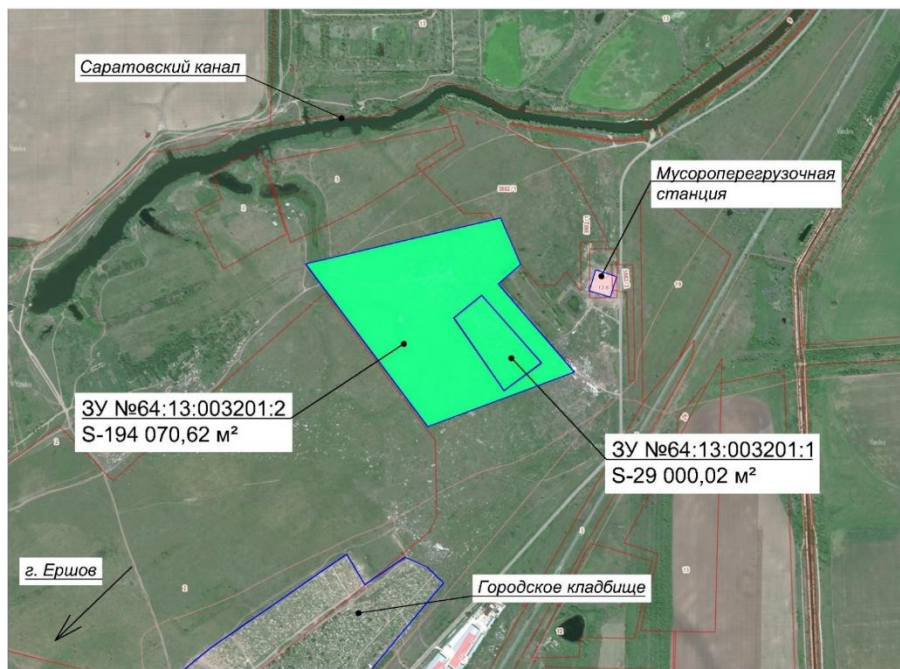 Саратовский канал
Мусороперегрузочная
станция
ЗУ №64:13:003201:2
S-194 070,62 м²
ЗУ №64:13:003201:1
S-29 000,02 м²
г. Ершов
Городское кладбище